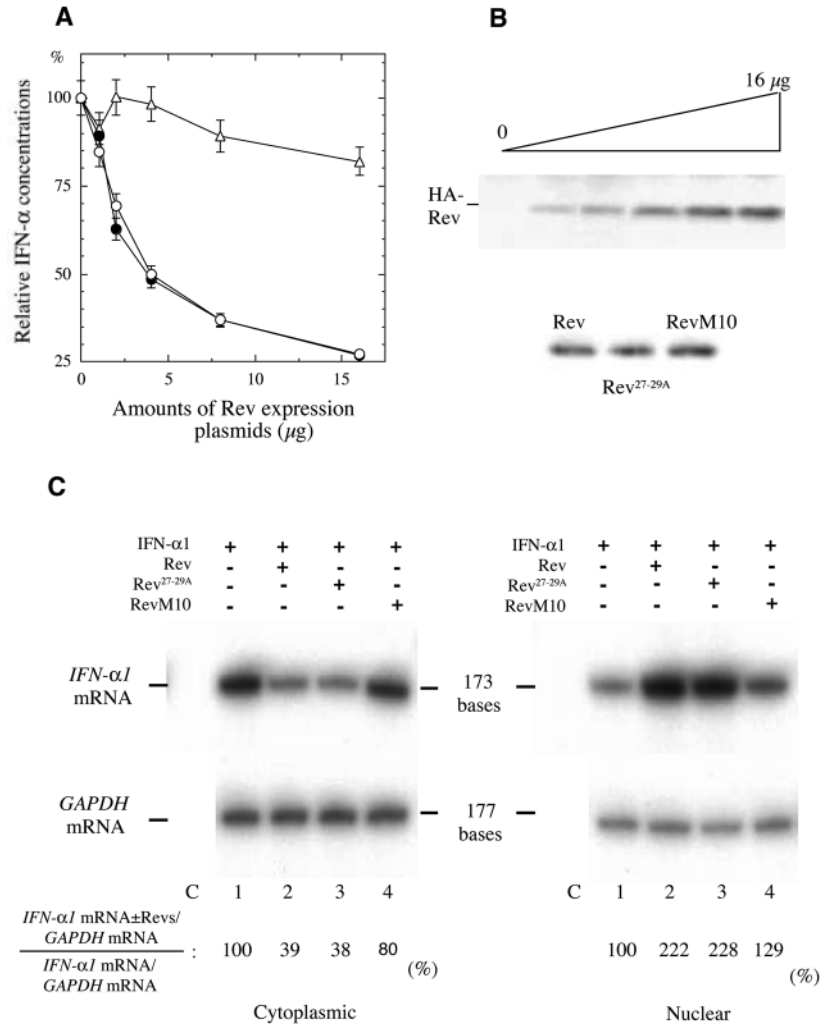 A
%
100
75
50
25
Relative IFN-α concentrations
0 5 10 15
Amounts of Rev expression
plasmids (µg)
B
16 µg
0
HA-
Rev
Rev RevM10
Rev27-29A
C
IFN-α1 + + + +
Rev - + - -
Rev27-29A - - + -
RevM10 - - - +
IFN-α1
mRNA
173
bases
GAPDH
mRNA
177
bases
C 1 2 3 4
IFN-α1 mRNA±Revs/
GAPDH mRNA
IFN-α1 mRNA/
GAPDH mRNA
: 100 39 38 80
(%)
Cytoplasmic
IFN-α1 + + + +
Rev - + - -
Rev27-29A - - + -
RevM10 - - - +
C 1 2 3 4
100 222 228 129
(%)
Nuclear